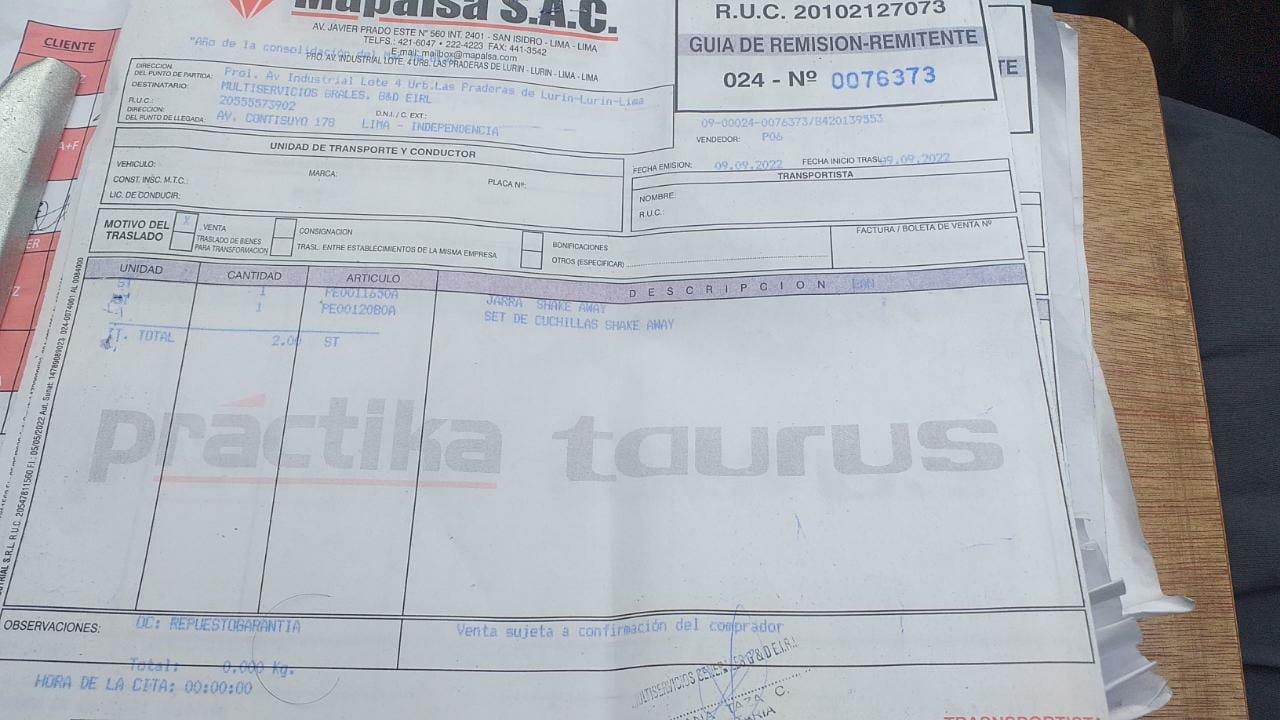 Mapalsa S.A.C.
AV. JAVIER PRADO ESTE Nº 560 INT. 2401 - SAN ISIDRO - LIMA - LIMA
TELFS.: 421-6047 • 222-4223 FAX: 441-3542
E.mail: mailbox@mapalsa.com
"Año de la consolidación del
PRO. AV. INDUSTRIAL LOTE. 4 URB. LAS PRADERAS DE LURIN - LURIN - LIMA - LIMA
R.U.C. 20102127073
GUIA DE REMISION-REMITENTE
024 - Nº 0076373
CLIENTE
TE
A+F
DIRECCION DEL PUNTO DE PARTIDA: Prol. Av Industrial Lote 4 Urb.Las Praderas de Lurin-Lurin-Lima
DESTINATARIO: MULTISERVICIOS GRALES. G&D EIRL
R.U.C.: 20555573902 D.N.I. / C. EXT.:
DIRECCION DEL PUNTO DE LLEGADA: AV. CONTISUYO 178 LIMA - INDEPENDENCIA
09-00024-0076373/8420139553
VENDEDOR: P06
FECHA EMISION: 09.09.2022 FECHA INICIO TRASL 09.09.2022
UNIDAD DE TRANSPORTE Y CONDUCTOR
VEHICULO: MARCA:
CONST. INSC. M.T.C.: PLACA Nº:
LIC. DE CONDUCIR:
TRANSPORTISTA
NOMBRE:
R.U.C.:
MOTIVO DEL TRASLADO
X VENTA
TRASLADO DE BIENES PARA TRANSFORMACION
CONSIGNACION
TRASL. ENTRE ESTABLECIMIENTOS DE LA MISMA EMPRESA
BONIFICACIONES
OTROS (ESPECIFICAR)
FACTURA / BOLETA DE VENTA Nº
UNIDAD CANTIDAD ARTICULO DESCRIPCION
ST 1 PE0011650A JARRA SHAKE AWAY
1 PE0012080A SET DE CUCHILLAS SHAKE AWAY
TOTAL 2.00 ST
práctika taurus
OBSERVACIONES: OC: REPUESTOGARANTIA
Venta sujeta a confirmación del comprador
Total: 0.000 Kg.
HORA DE LA CITA: 00:00:00
G & D E.I.R.L.
TRANSPORTISTA